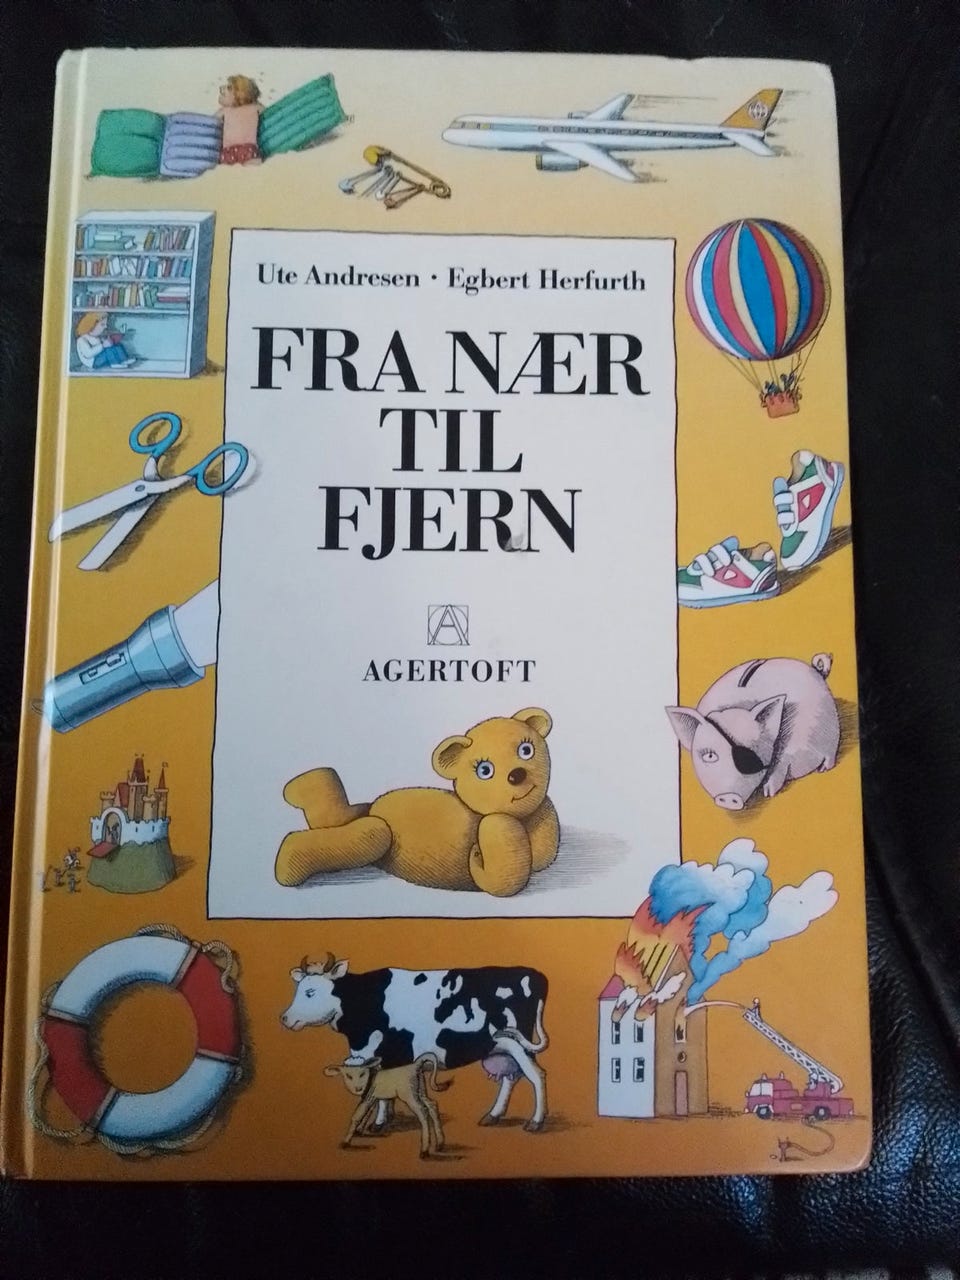 Ute Andresen • Egbert Herfurth
FRA NÆR
TIL
FJERN
A
AGERTOFT